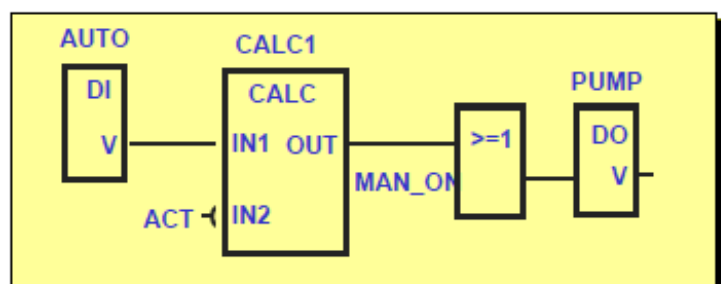 AUTO
CALC1
PUMP
DI
V
CALC
IN1 OUT
ACT IN2
MAN_ON
>=1
DO
V